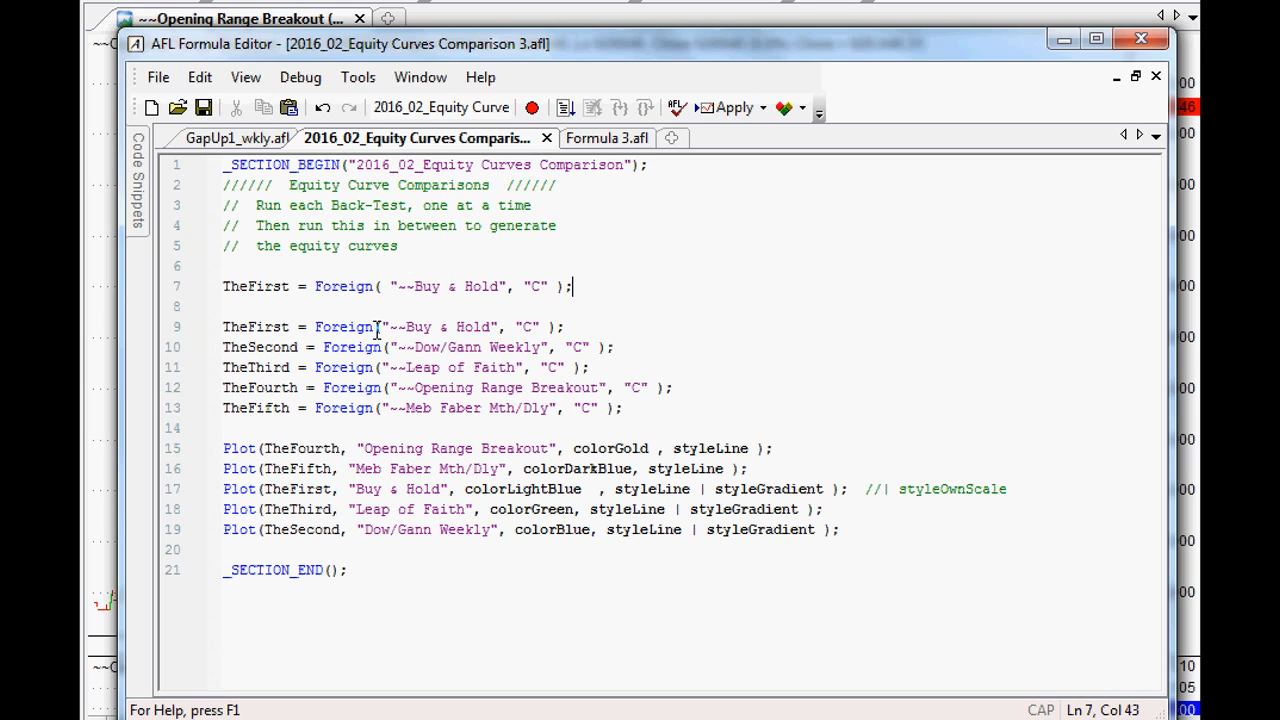 ~~Opening Range Breakout (...
AFL Formula Editor - [2016_02_Equity Curves Comparison 3.afl]
File Edit View Debug Tools Window Help
2016_02_Equity Curve Apply
GapUp1_wkly.afl 2016_02_Equity Curves Comparis... Formula 3.afl
Code Snippets
1 _SECTION_BEGIN("2016_02_Equity Curves Comparison");
2 ////// Equity Curve Comparisons //////
3 // Run each Back-Test, one at a time
4 // Then run this in between to generate
5 // the equity curves
6
7 TheFirst = Foreign( "~~Buy & Hold", "C" );
8
9 TheFirst = Foreign("~~Buy & Hold", "C" );
10 TheSecond = Foreign("~~Dow/Gann Weekly", "C" );
11 TheThird = Foreign("~~Leap of Faith", "C" );
12 TheFourth = Foreign("~~Opening Range Breakout", "C" );
13 TheFifth = Foreign("~~Meb Faber Mth/Dly", "C" );
14
15 Plot(TheFourth, "Opening Range Breakout", colorGold , styleLine );
16 Plot(TheFifth, "Meb Faber Mth/Dly", colorDarkBlue, styleLine );
17 Plot(TheFirst, "Buy & Hold", colorLightBlue , styleLine | styleGradient ); //| styleOwnScale
18 Plot(TheThird, "Leap of Faith", colorGreen, styleLine | styleGradient );
19 Plot(TheSecond, "Dow/Gann Weekly", colorBlue, styleLine | styleGradient );
20
21 _SECTION_END();
For Help, press F1 CAP Ln 7, Col 43